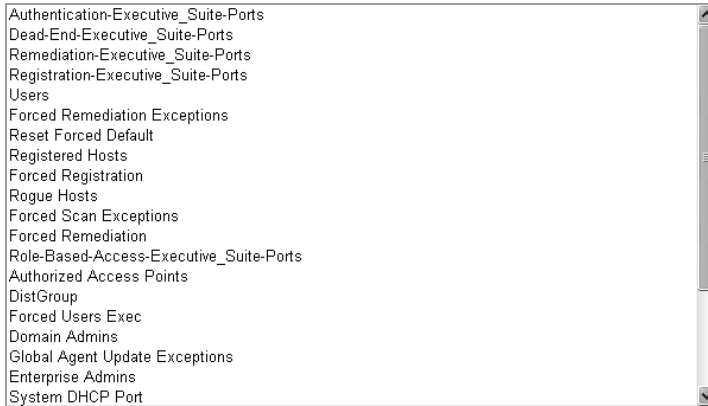 Authentication-Executive_Suite-Ports
Dead-End-Executive_Suite-Ports
Remediation-Executive_Suite-Ports
Registration-Executive_Suite-Ports
Users
Forced Remediation Exceptions
Reset Forced Default
Registered Hosts
Forced Registration
Rogue Hosts
Forced Scan Exceptions
Forced Remediation
Role-Based-Access-Executive_Suite-Ports
Authorized Access Points
DistGroup
Forced Users Exec
Domain Admins
Global Agent Update Exceptions
Enterprise Admins
System DHCP Port